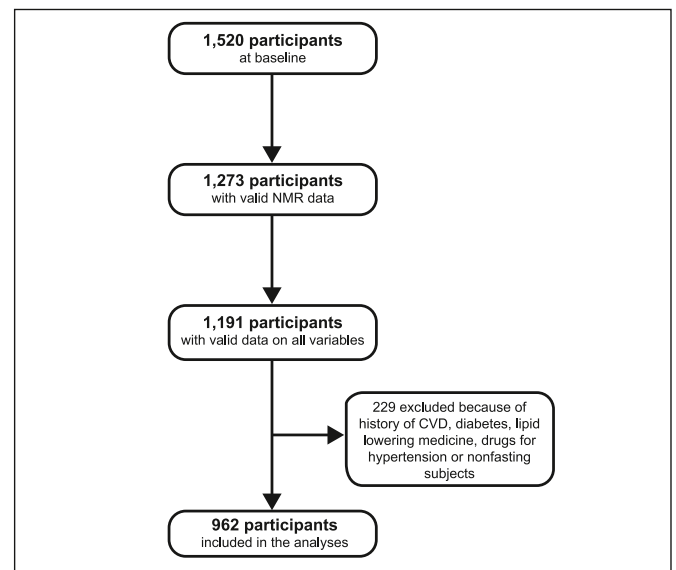 1,520 participants
at baseline
1,273 participants
with valid NMR data
1,191 participants
with valid data on all variables
229 excluded because of
history of CVD, diabetes, lipid
lowering medicine, drugs for
hypertension or nonfasting
subjects
962 participants
included in the analyses